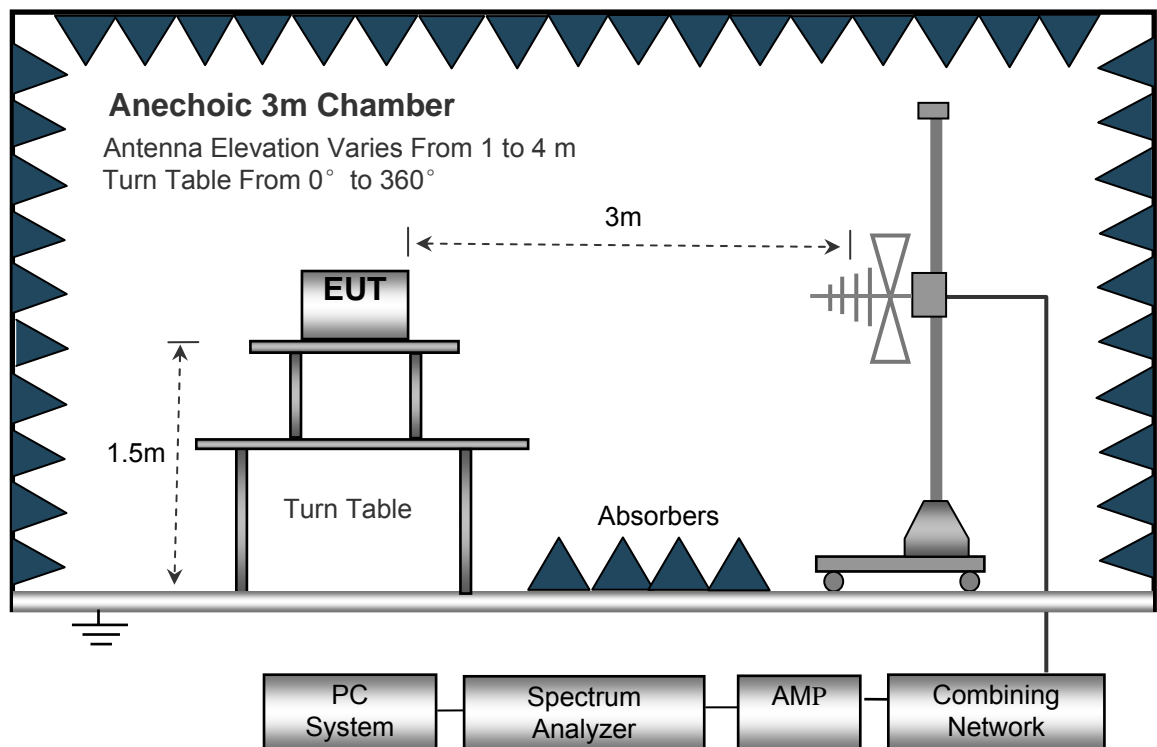 Anechoic 3m Chamber
Antenna Elevation Varies From 1 to 4 m
Turn Table From 0° to 360°
3m
EUT
1.5m
Turn Table
Absorbers
PC
System
Spectrum
Analyzer
AMP
Combining
Network